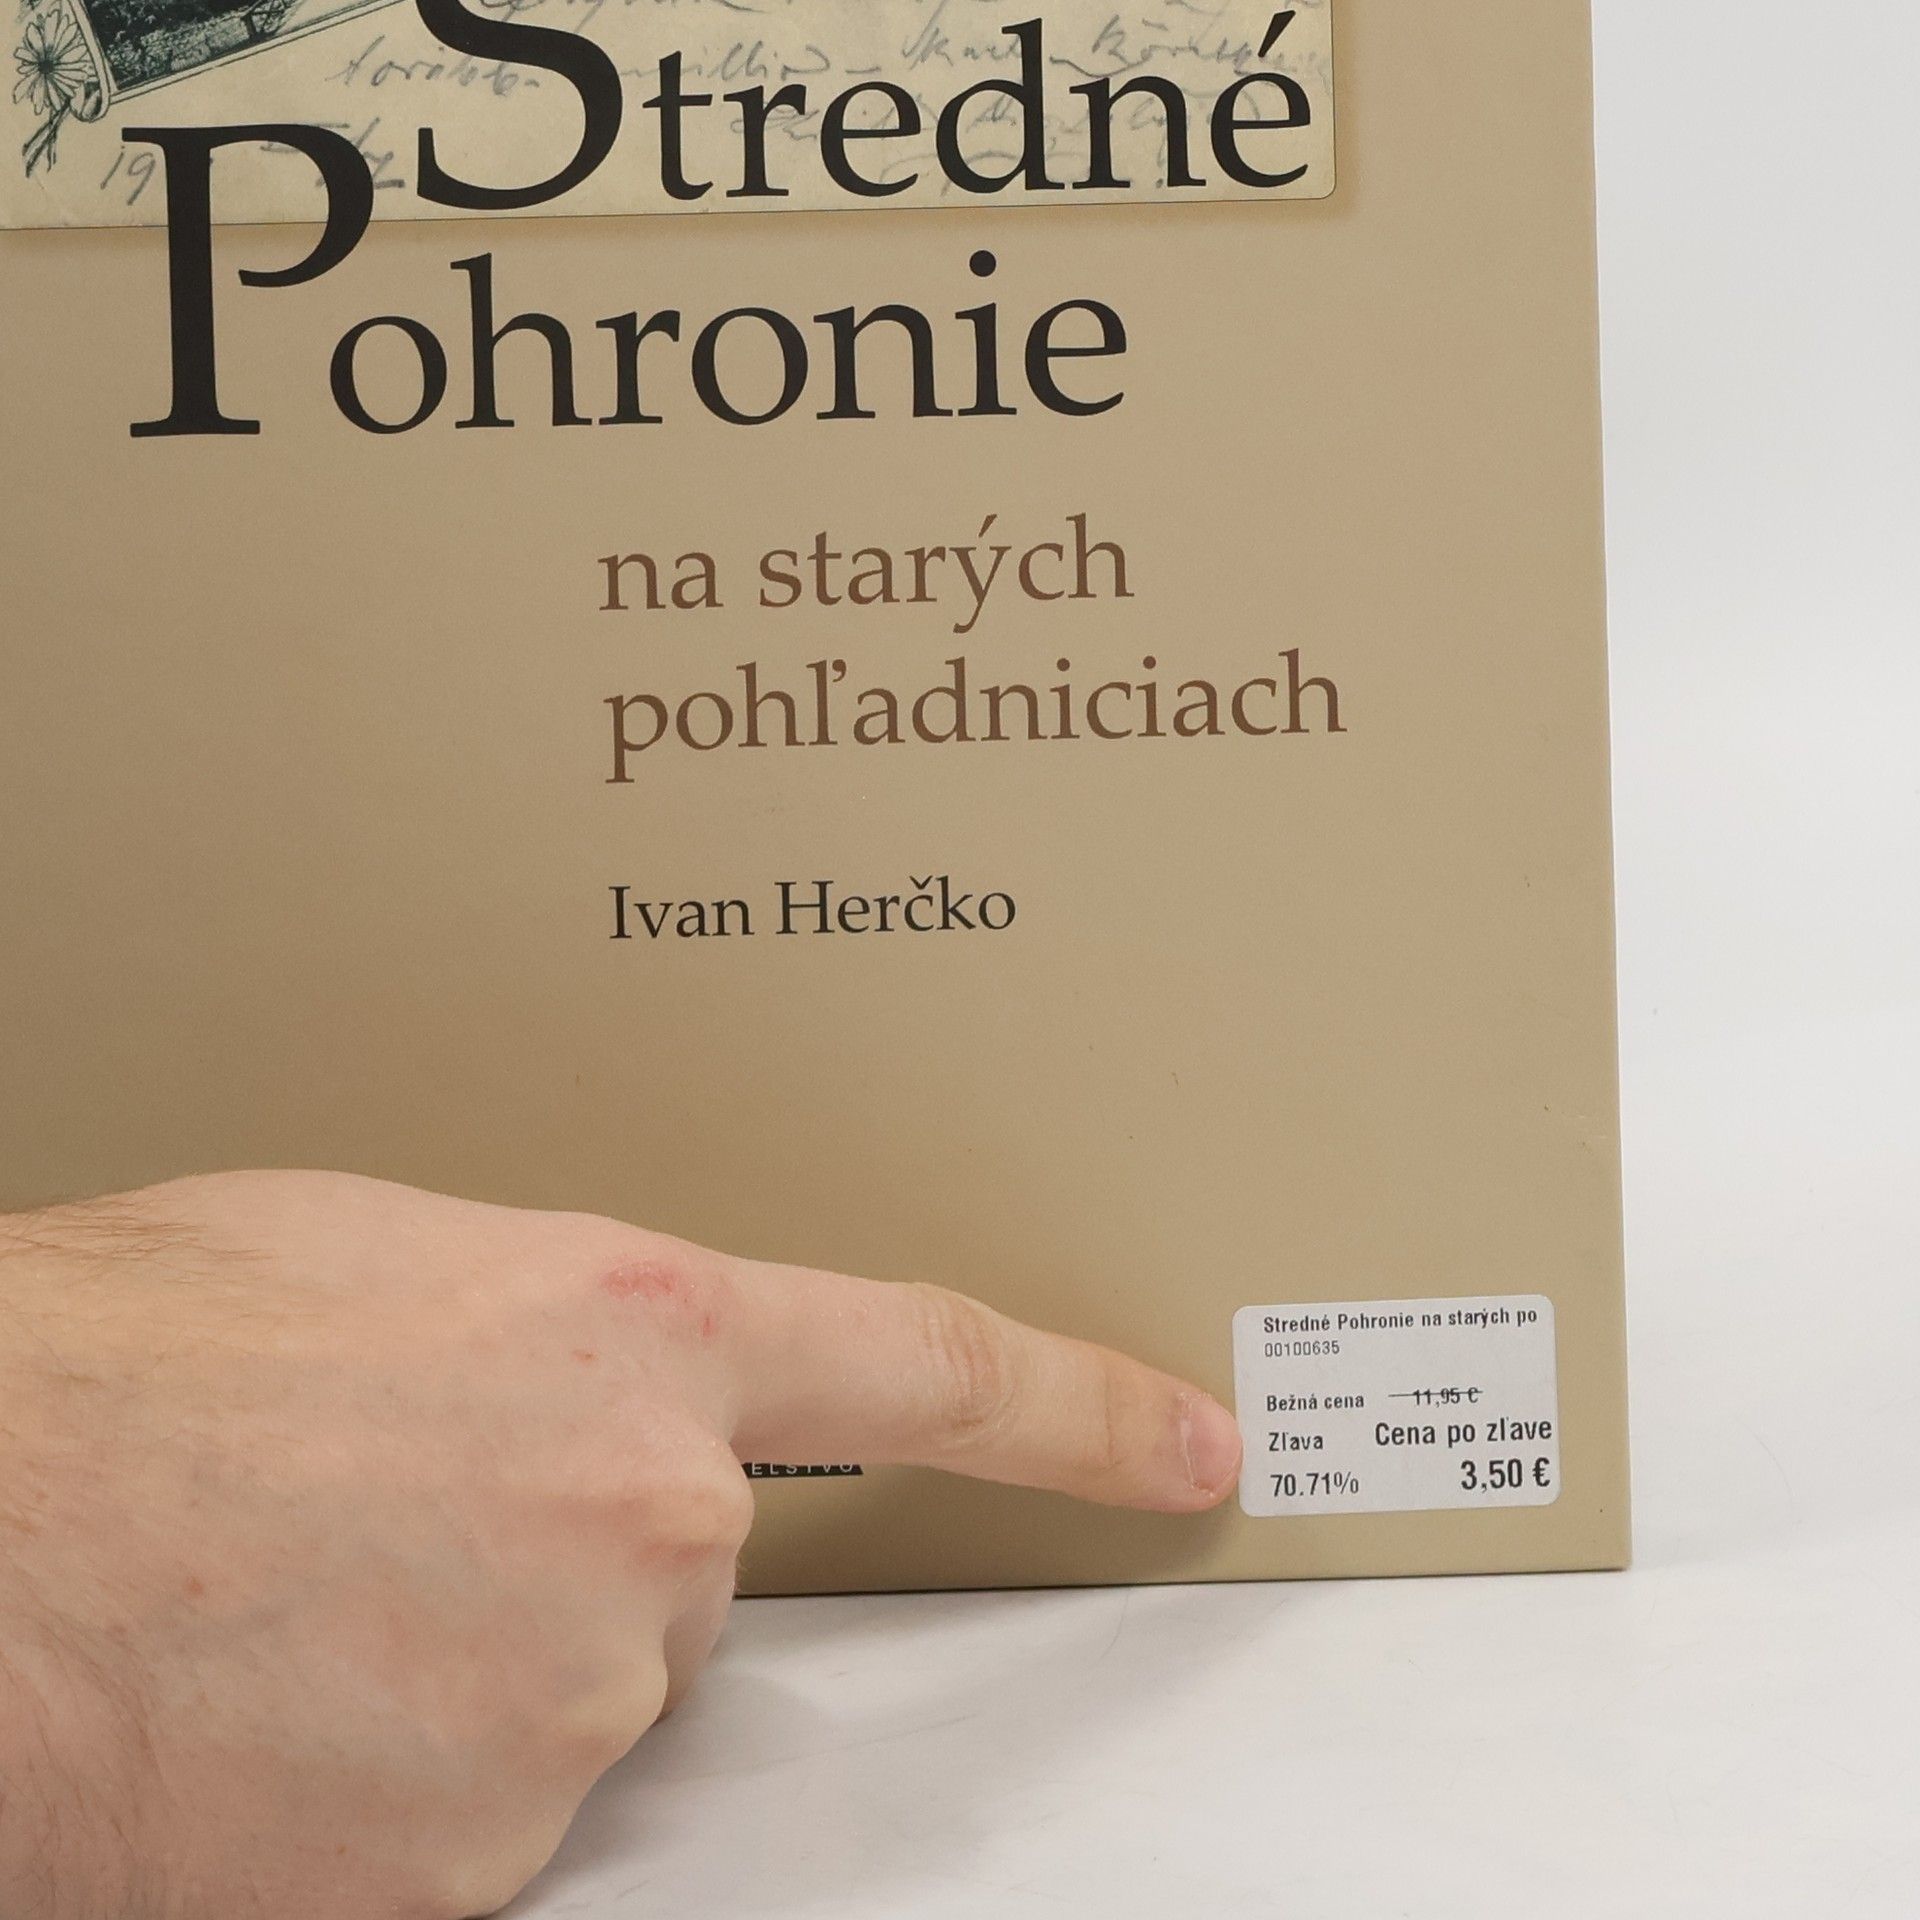 Stredné
Pohronie
na starých
pohľadniciach
Ivan Herčko
Stredné Pohronie na starých po
00100635
Bežná cena 11,95 €
Zľava Cena po zľave
70.71% 3,50 €